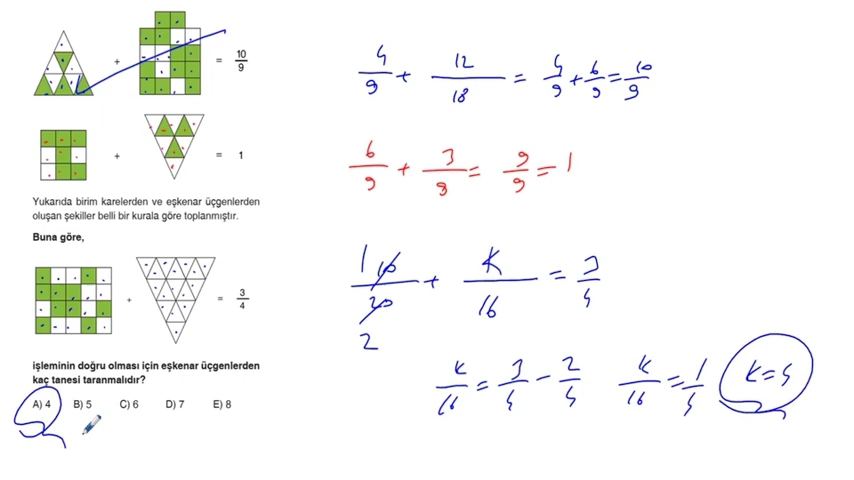 + = 10/9
4/9 + 12/18 = 4/9 + 6/9 = 10/9
+ = 1
6/9 + 3/9 = 9/9 = 1
Yukarıda birim karelerden ve eşkenar üçgenlerden
oluşan şekiller belli bir kurala göre toplanmıştır.
Buna göre,
+ = 3/4
1 10/20 2 + K/16 = 3/4
işleminin doğru olması için eşkenar üçgenlerden
kaç tanesi taranmalıdır?
K/16 = 3/4 - 2/4 K/16 = 1/4 K=4
A) 4 B) 5 C) 6 D) 7 E) 8